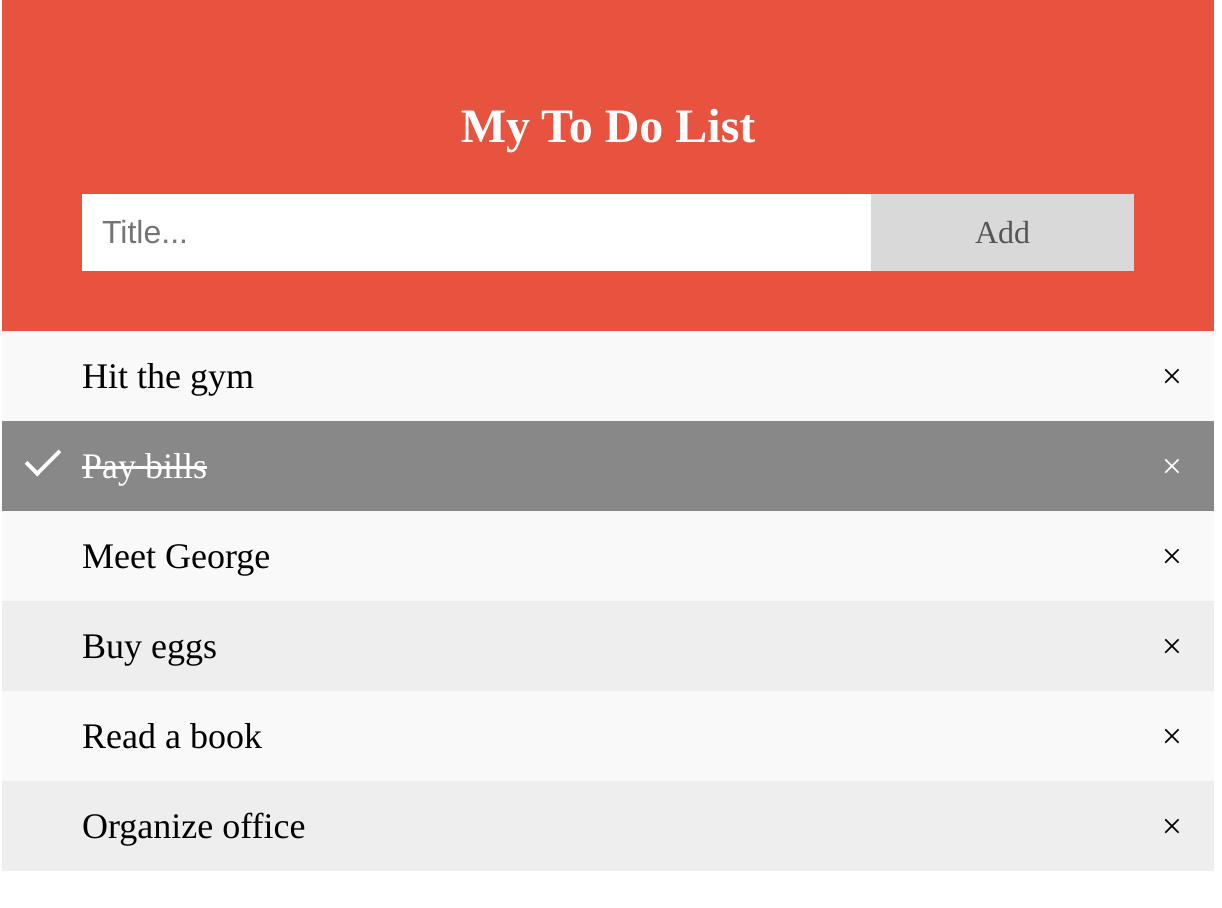 My To Do List
Title...
Add
Hit the gym
×
Pay bills
×
Meet George
×
Buy eggs
×
Read a book
×
Organize office
×